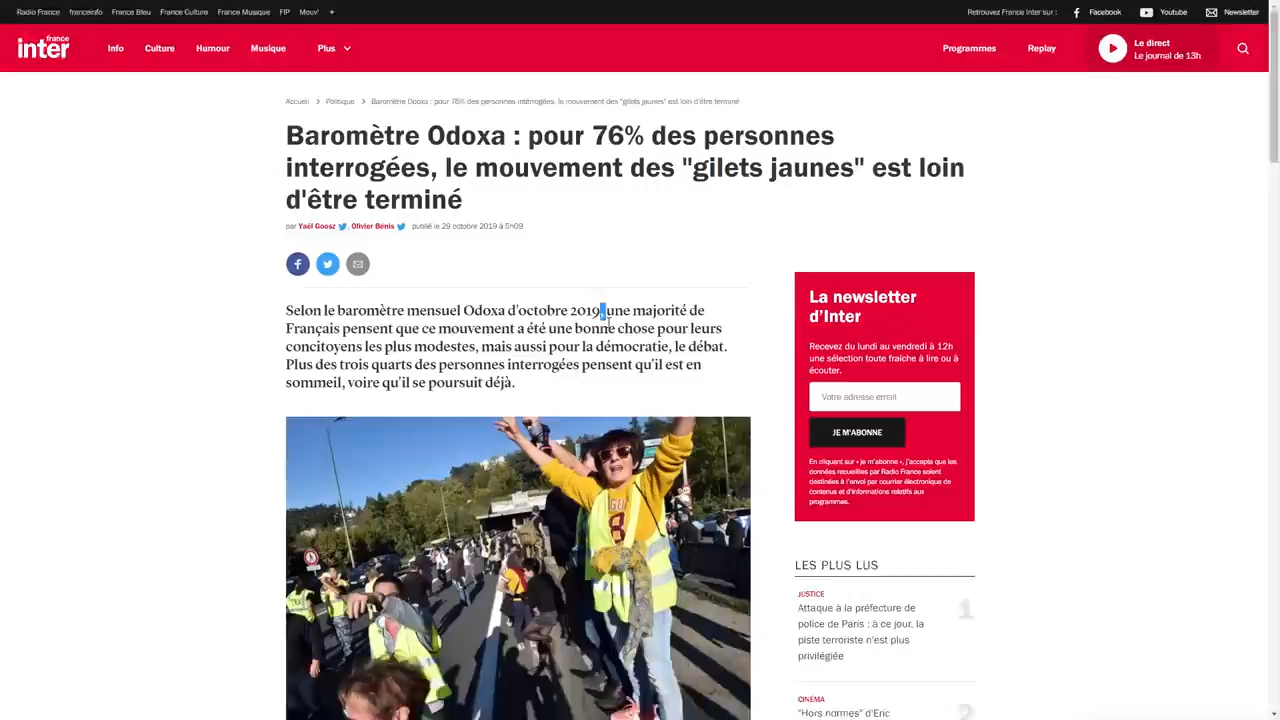 Radio France franceinfo France Bleu France Culture France Musique FIP Mouv' +
Retrouvez France Inter sur : Facebook Youtube Newsletter
france
inter
Info Culture Humour Musique Plus
Programmes Replay
Le direct
Le journal de 13h
Accueil > Politique > Baromètre Odoxa : pour 76% des personnes interrogées, le mouvement des "gilets jaunes" est loin d'être terminé
Baromètre Odoxa : pour 76% des personnes
interrogées, le mouvement des "gilets jaunes" est loin
d'être terminé
par Yaël Goosz , Olivier Bénis publié le 29 octobre 2019 à 5h09
Selon le baromètre mensuel Odoxa d'octobre 2019, une majorité de
Français pensent que ce mouvement a été une bonne chose pour leurs
concitoyens les plus modestes, mais aussi pour la démocratie, le débat.
Plus des trois quarts des personnes interrogées pensent qu'il est en
sommeil, voire qu'il se poursuit déjà.
8
La newsletter
d'Inter
Recevez du lundi au vendredi à 12h
une sélection toute fraîche à lire ou à
écouter.
Votre adresse email
JE M'ABONNE
En cliquant sur « je m'abonne », j'accepte que les
données recueillies par Radio France soient
destinées à l'envoi par courrier électronique de
contenus et d'informations relatifs aux
programmes.
LES PLUS LUS
JUSTICE
Attaque à la préfecture de
police de Paris : à ce jour, la
piste terroriste n'est plus
privilégiée
1
CINÉMA
"Hors normes" d'Eric
2